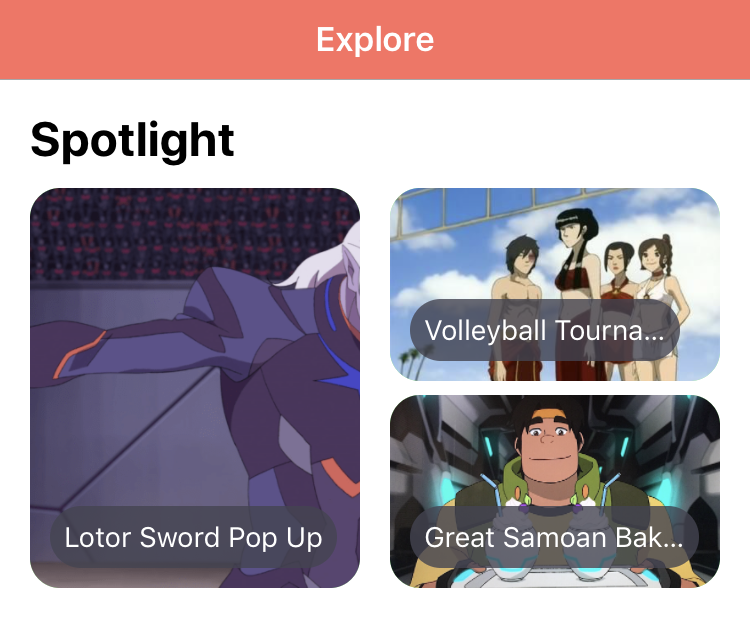 Explore
Spotlight
Lotor Sword Pop Up
Volleyball Tourna...
Great Samoan Bak...